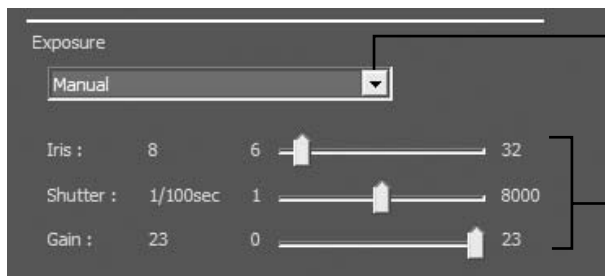 Exposure
Manual
Iris : 8 6 32
Shutter : 1/100sec 1 8000
Gain : 23 0 23